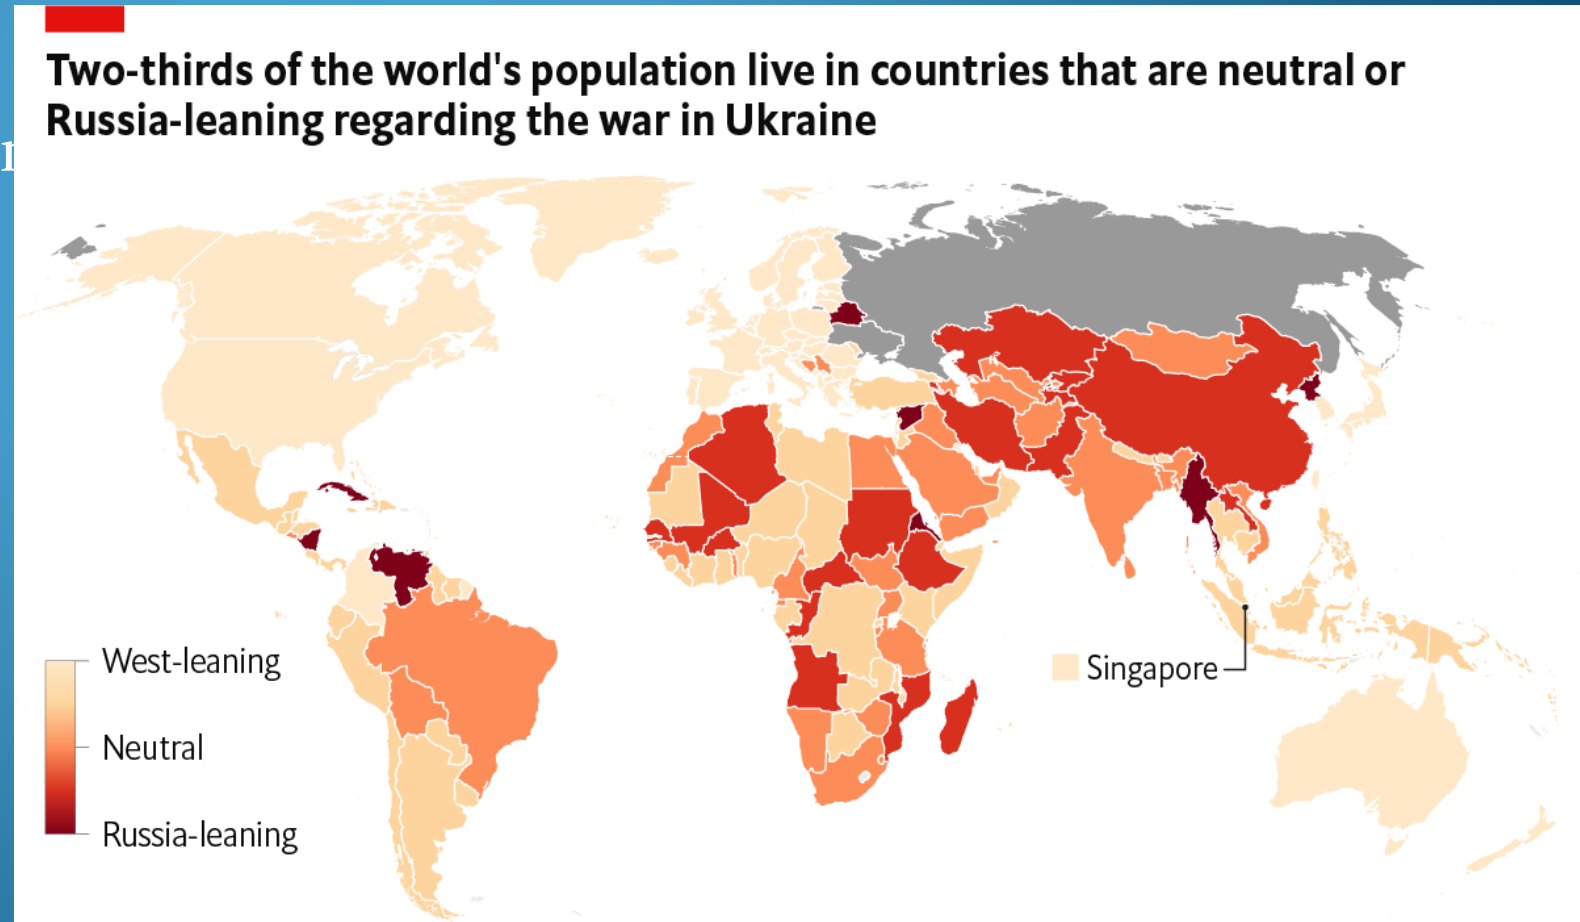 Two-thirds of the world's population live in countries that are neutral or
Russia-leaning regarding the war in Ukraine
West-leaning
Neutral
Russia-leaning
Singapore